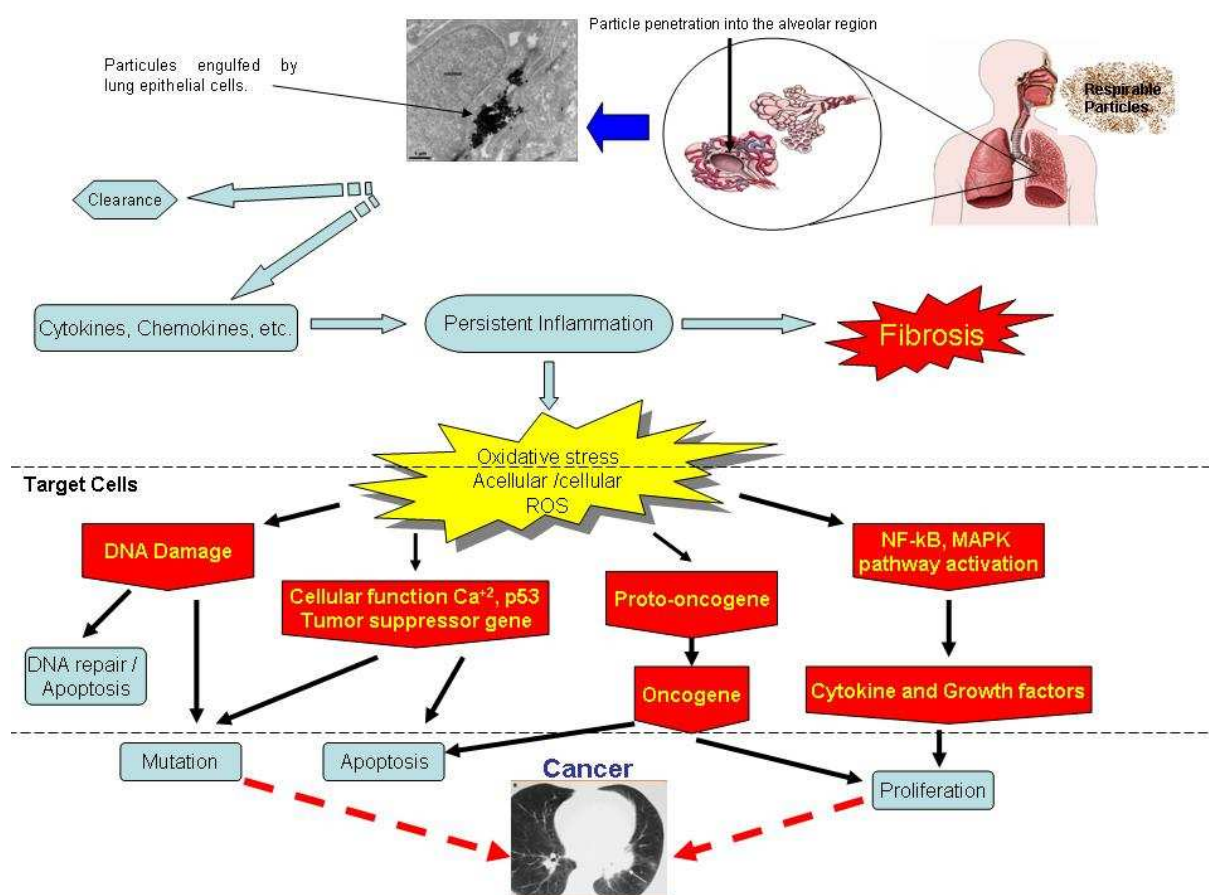 Particle penetration into the alveolar region
Particules engulfed by
lung epithelial cells.
Respirable
Particles
Clearance
Cytokines, Chemokines, etc.
Persistent Inflammation
Fibrosis
Oxidative stress
Acellular /cellular
ROS
Target Cells
DNA Damage
Cellular function Ca⁺², p53
Tumor suppressor gene
Proto-oncogene
NF-kB, MAPK
pathway activation
DNA repair /
Apoptosis
Oncogene
Cytokine and Growth factors
Mutation
Apoptosis
Cancer
Proliferation